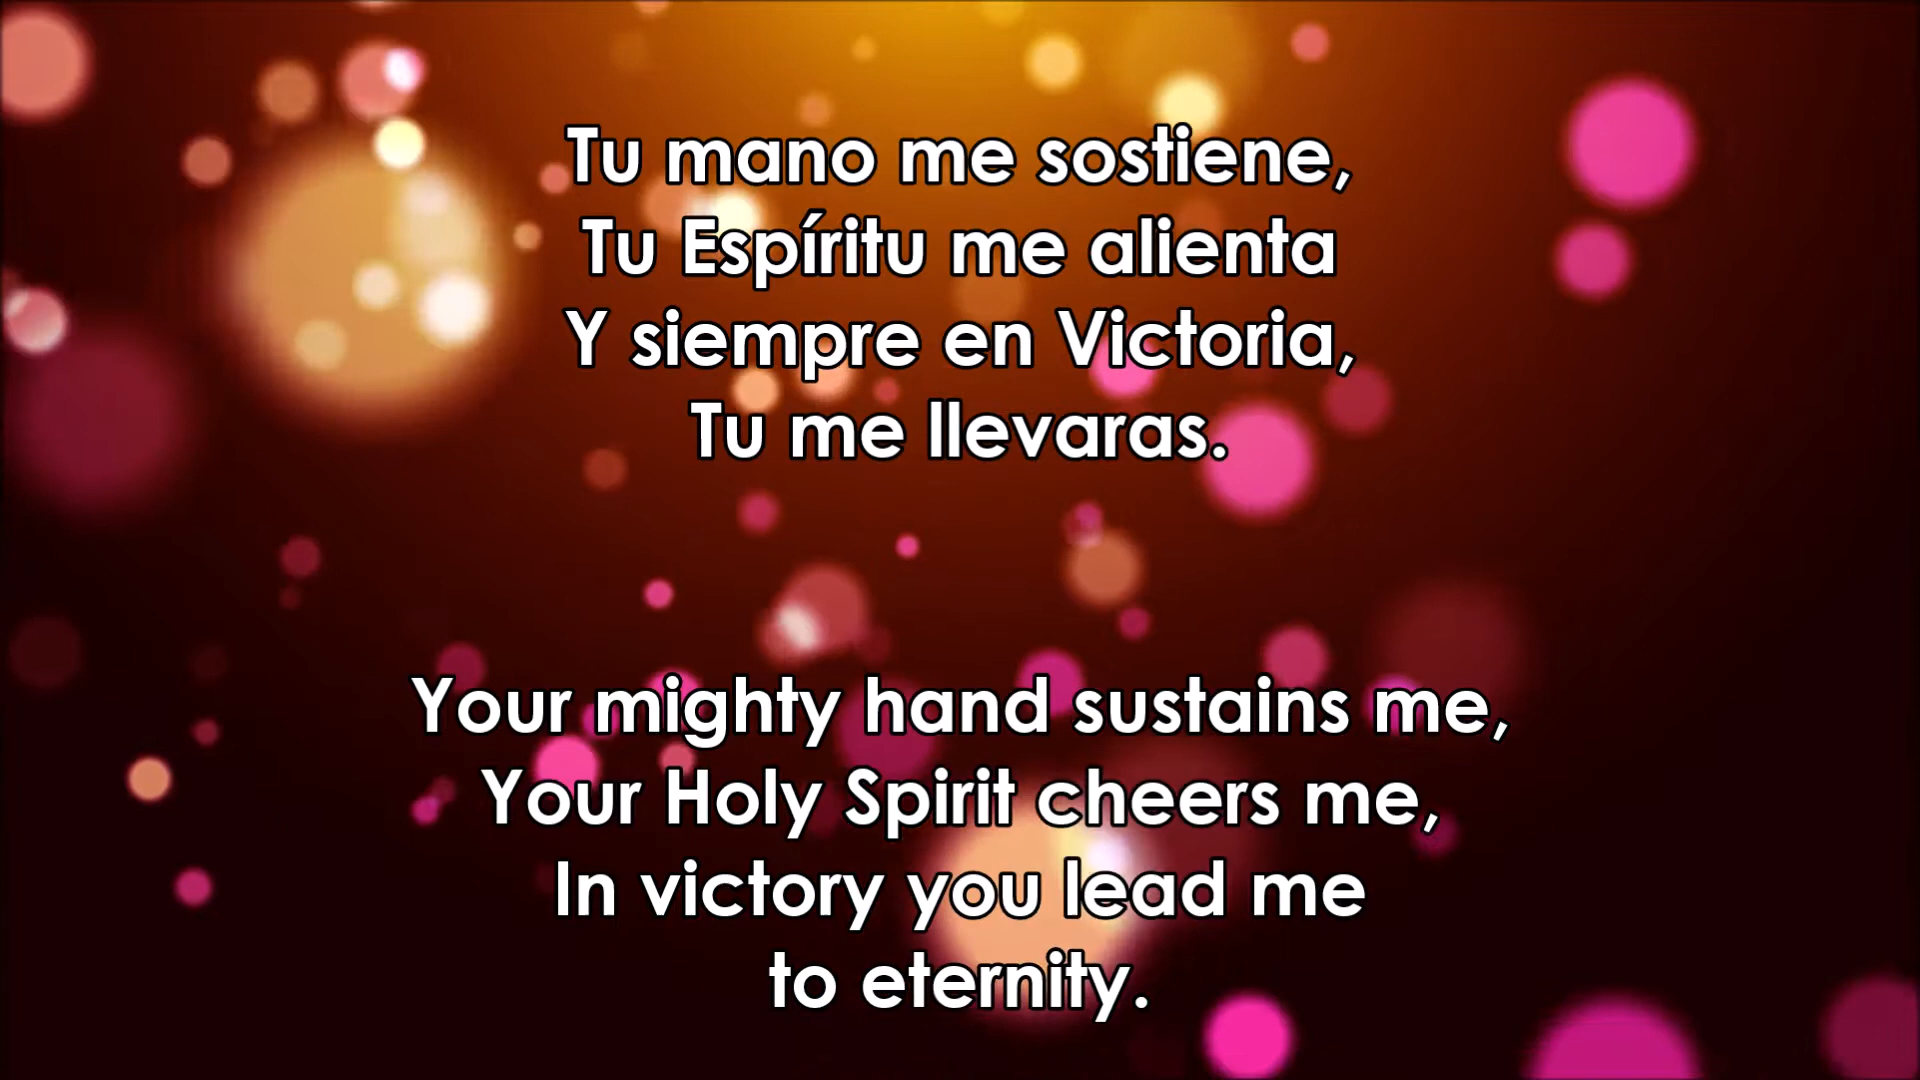 Tu mano me sostiene,
Tu Espíritu me alienta
Y siempre en Victoria,
Tu me llevaras.
Your mighty hand sustains me,
Your Holy Spirit cheers me,
In victory you lead me
to eternity.